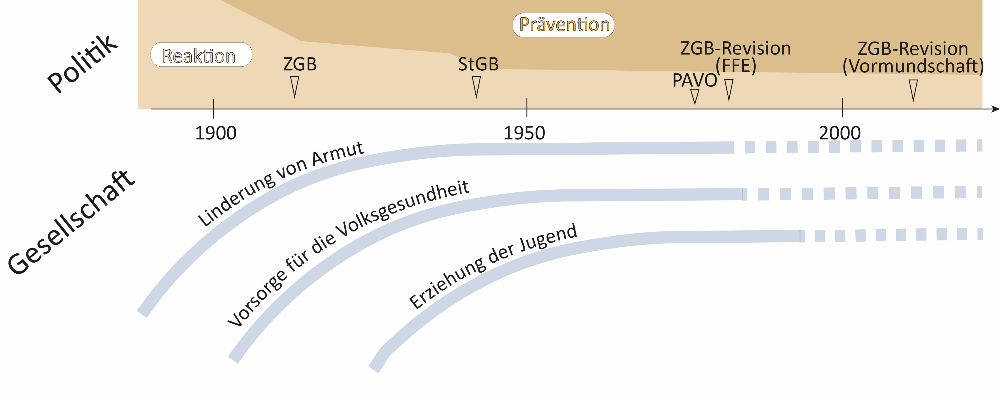 Politik
Reaktion
Prävention
ZGB
StGB
PAVO
ZGB-Revision
(FFE)
ZGB-Revision
(Vormundschaft)
1900
1950
2000
Gesellschaft
Linderung von Armut
Vorsorge für die Volksgesundheit
Erziehung der Jugend